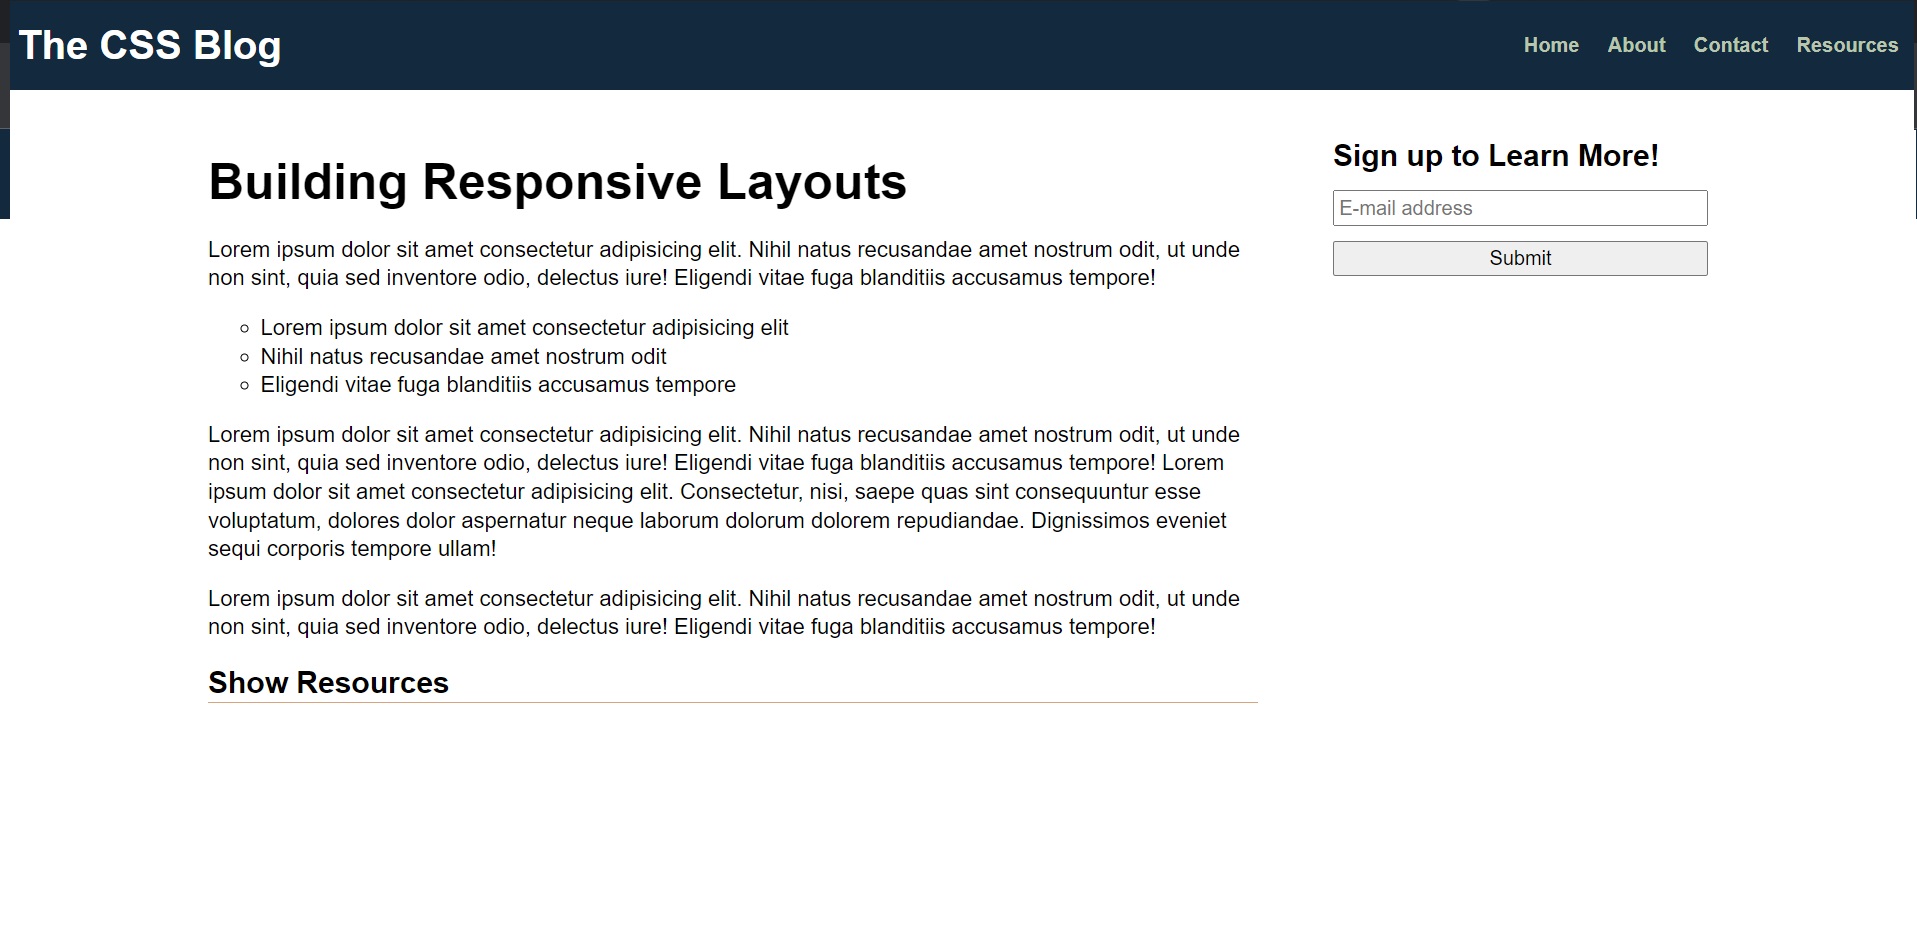 The CSS Blog
Home About Contact Resources
Building Responsive Layouts
Lorem ipsum dolor sit amet consectetur adipisicing elit. Nihil natus recusandae amet nostrum odit, ut unde
non sint, quia sed inventore odio, delectus iure! Eligendi vitae fuga blanditiis accusamus tempore!
Lorem ipsum dolor sit amet consectetur adipisicing elit
Nihil natus recusandae amet nostrum odit
Eligendi vitae fuga blanditiis accusamus tempore
Lorem ipsum dolor sit amet consectetur adipisicing elit. Nihil natus recusandae amet nostrum odit, ut unde
non sint, quia sed inventore odio, delectus iure! Eligendi vitae fuga blanditiis accusamus tempore! Lorem
ipsum dolor sit amet consectetur adipisicing elit. Consectetur, nisi, saepe quas sint consequuntur esse
voluptatum, dolores dolor aspernatur neque laborum dolorum dolorem repudiandae. Dignissimos eveniet
sequi corporis tempore ullam!
Lorem ipsum dolor sit amet consectetur adipisicing elit. Nihil natus recusandae amet nostrum odit, ut unde
non sint, quia sed inventore odio, delectus iure! Eligendi vitae fuga blanditiis accusamus tempore!
Show Resources
Sign up to Learn More!
E-mail address
Submit